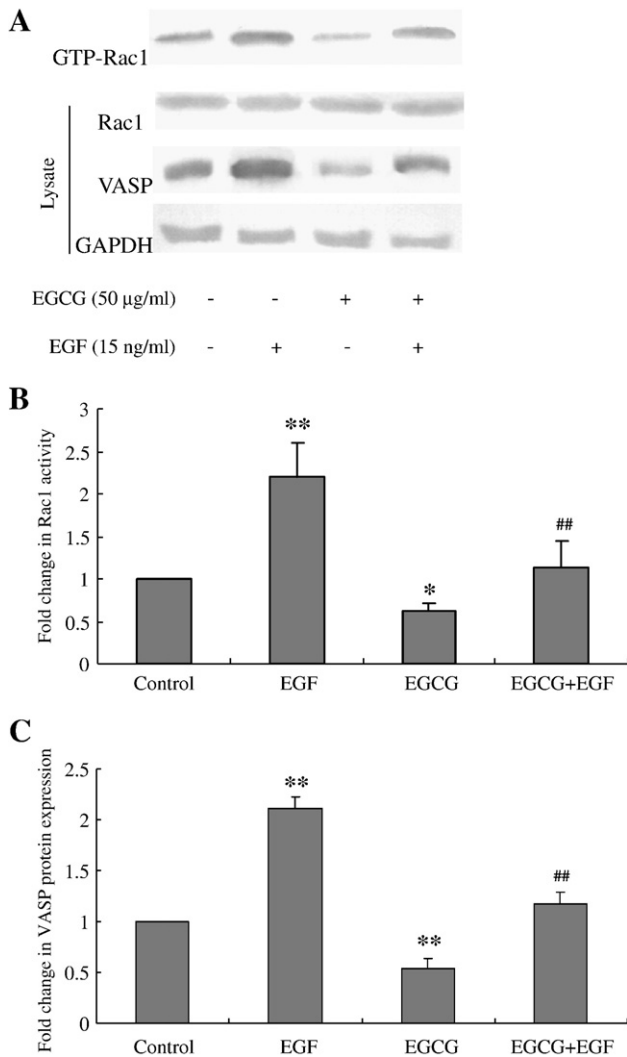 A
GTP-Rac1
Rac1
Lysate
VASP
GAPDH
EGCG (50 µg/ml) - - + +
EGF (15 ng/ml) - + - +
B
Fold change in Rac1 activity
3
2.5
2
1.5
1
0.5
0
**
*
##
Control EGF EGCG EGCG+EGF
C
Fold change in VASP protein expression
2.5
2
1.5
1
0.5
0
**
**
##
Control EGF EGCG EGCG+EGF